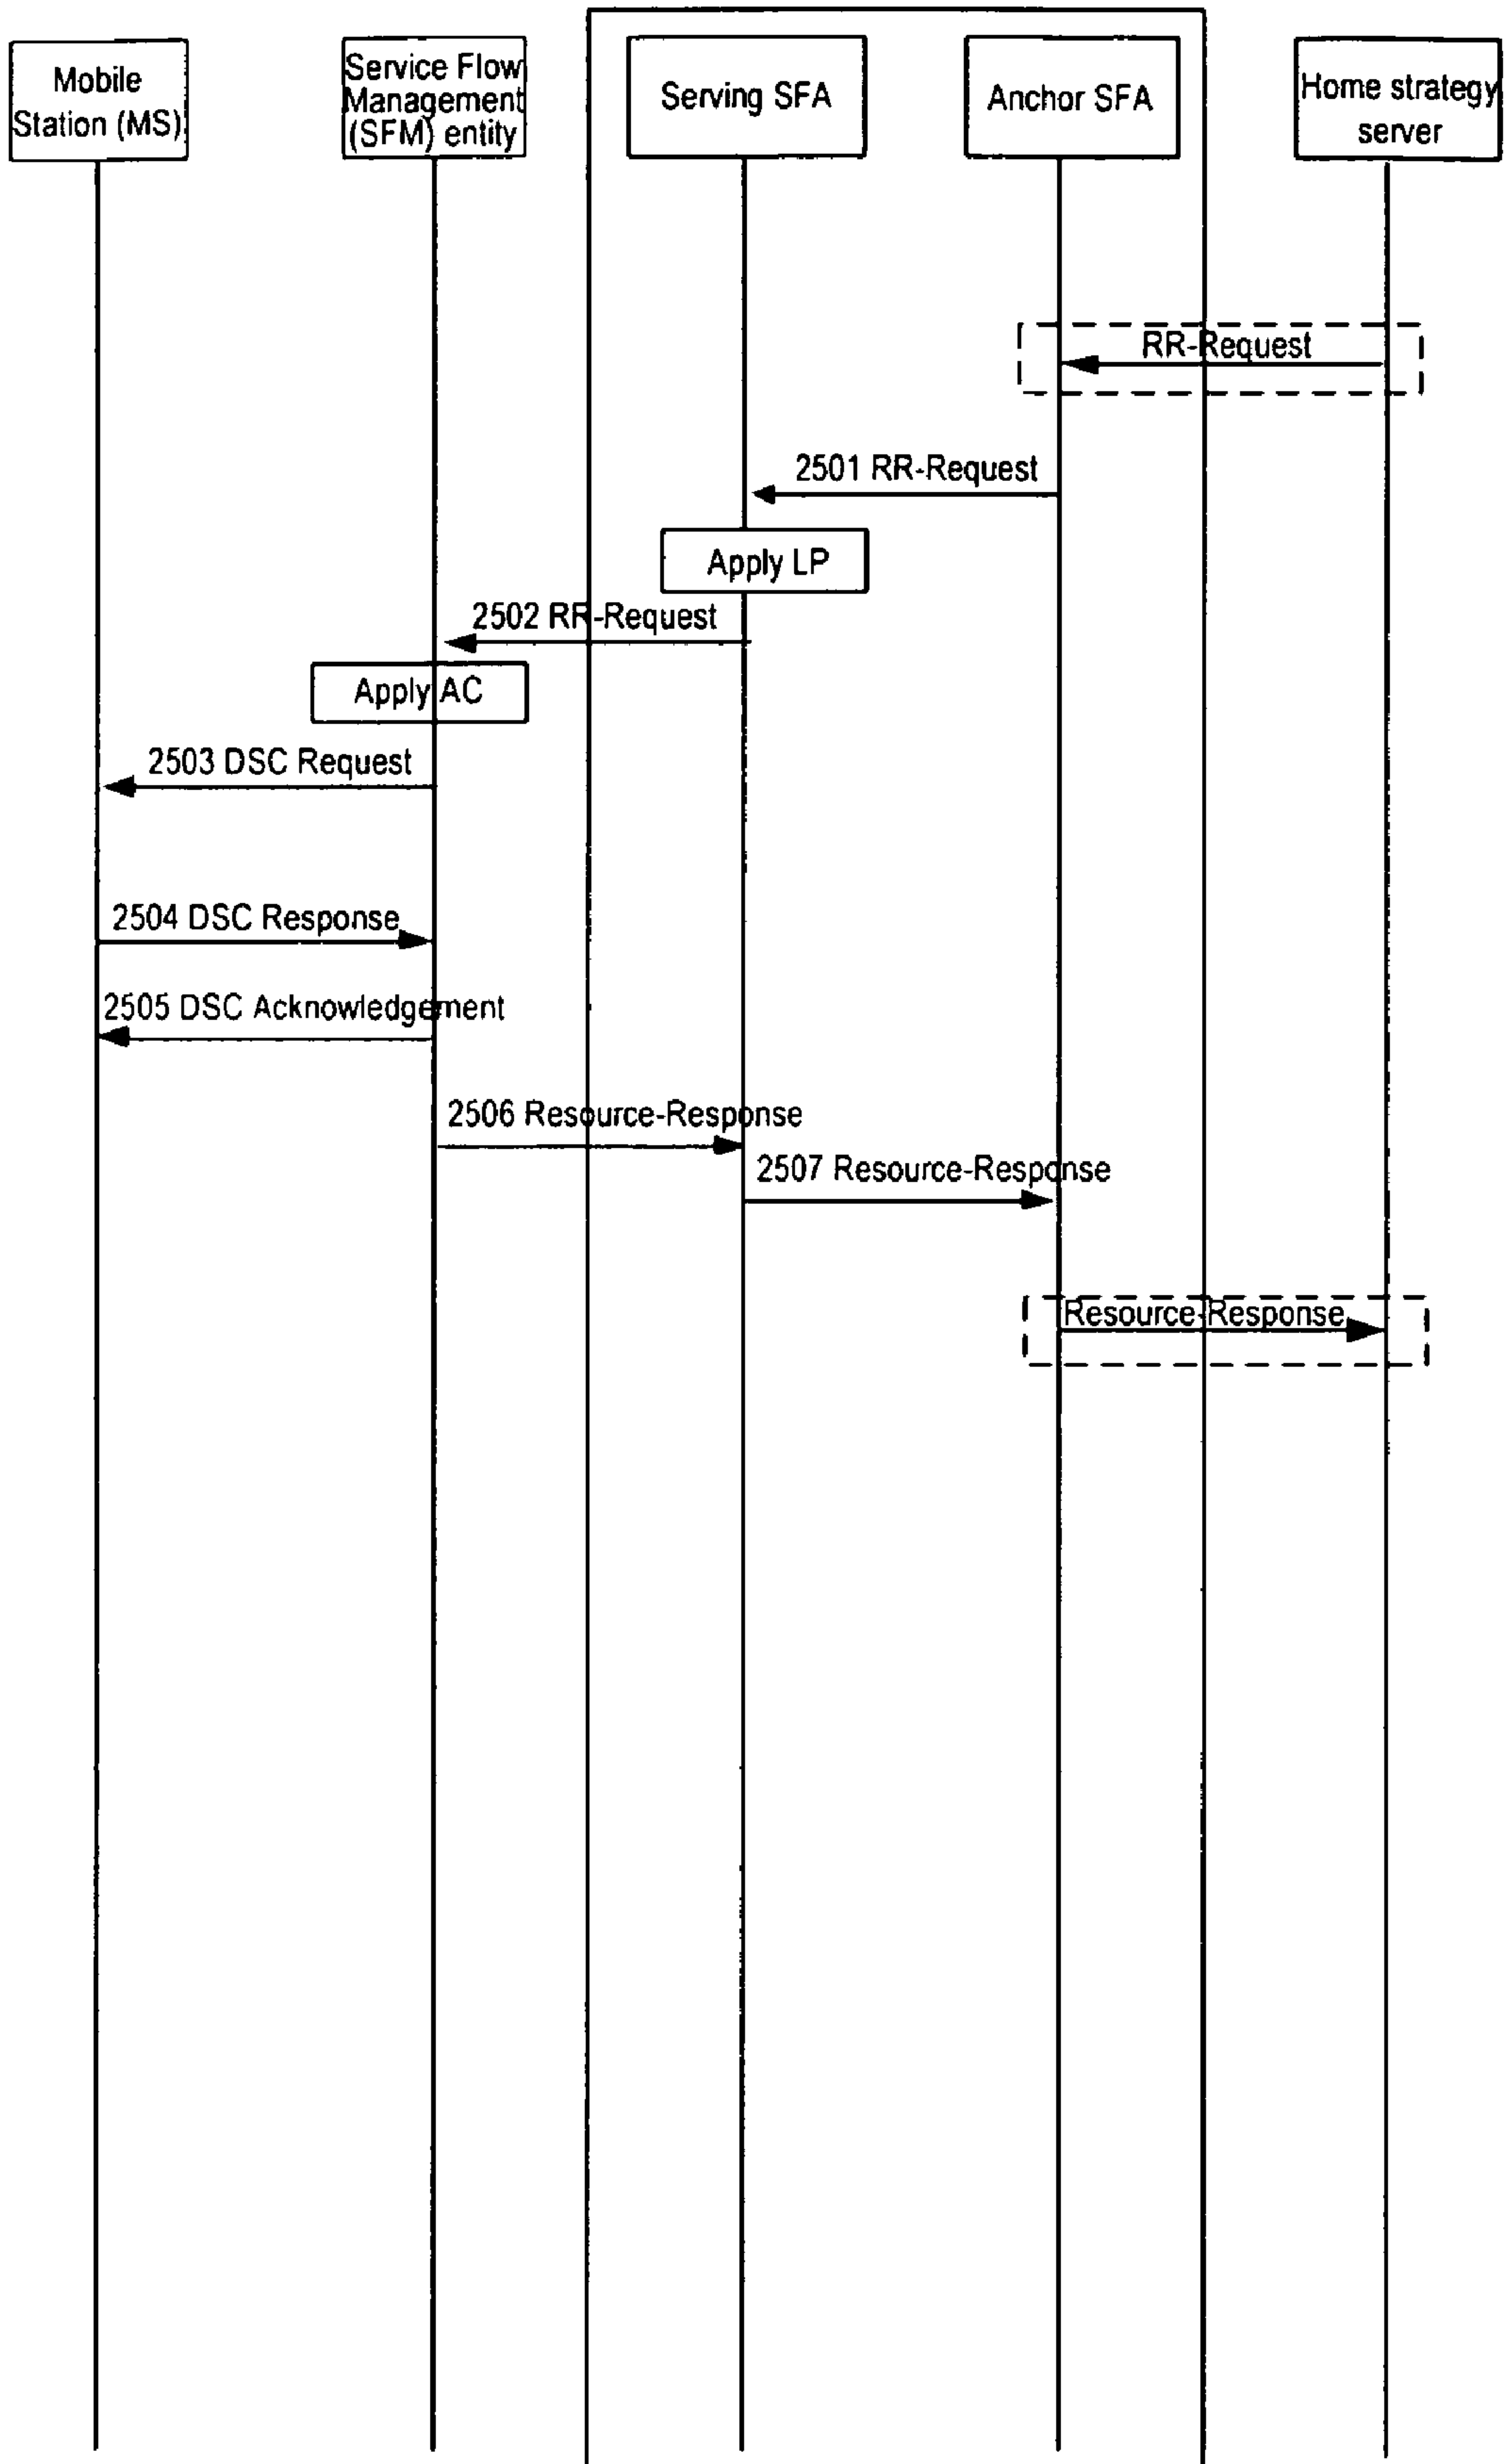 Mobile
Station (MS)
Service Flow
Management
(SFM) entity
Serving SFA
Anchor SFA
Home strategy
server
RR-Request
2501 RR-Request
Apply LP
2502 RR-Request
Apply AC
2503 DSC Request
2504 DSC Response
2505 DSC Acknowledgement
2506 Resource-Response
2507 Resource-Response
Resource-Response